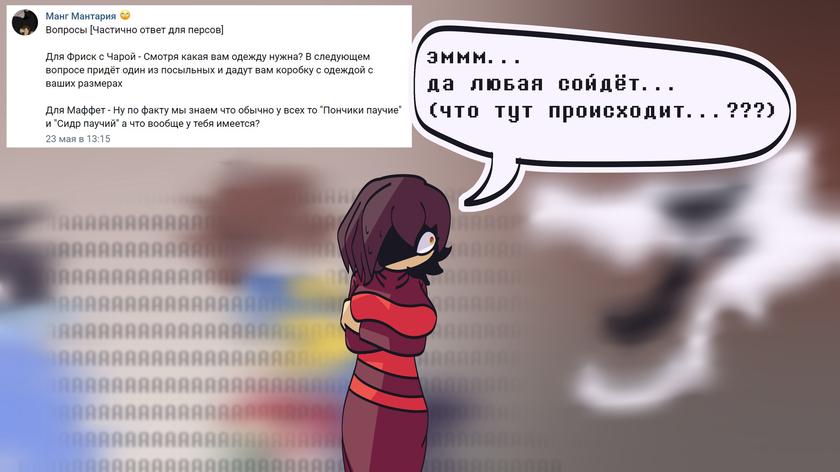 Манг Мантария 😋
Вопросы [Частично ответ для персов]
Для Фриск с Чарой - Смотря какая вам одежду нужна? В следующем
вопросе придёт один из посыльных и дадут вам коробку с одеждой с
ваших размерах
Для Маффет - Ну по факту мы знаем что обычно у всех то "Пончики паучие"
и "Сидр паучий" а что вообще у тебя имеется?
23 мая в 13:15
эммм...
да любая сойдёт...
(что тут происходит...???)